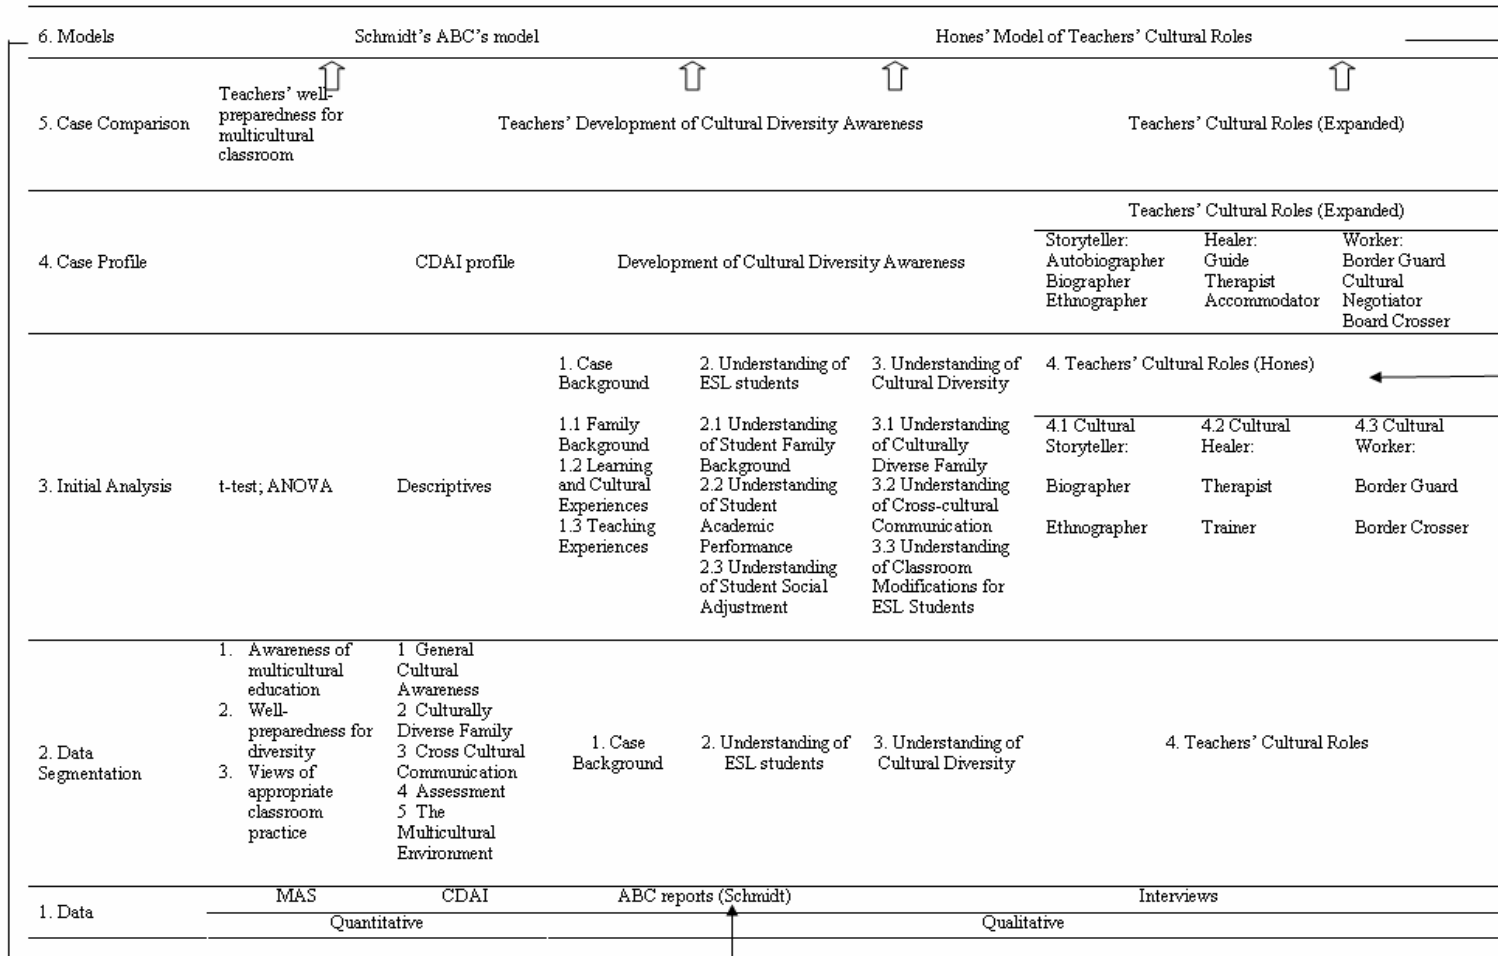 6. Models
Schmidt's ABC's model
Hones' Model of Teachers' Cultural Roles
5. Case Comparison
Teachers' well-
preparedness for
multicultural
classroom
Teachers' Development of Cultural Diversity Awareness
Teachers' Cultural Roles (Expanded)
4. Case Profile
CDAI profile
Development of Cultural Diversity Awareness
Teachers' Cultural Roles (Expanded)
Storyteller:
Autobiographer
Biographer
Ethnographer
Healer:
Guide
Therapist
Accommodator
Worker:
Border Guard
Cultural
Negotiator
Board Crosser
3. Initial Analysis
t-test; ANOVA
Descriptives
1. Case
Background
1.1 Family
Background
1.2 Learning
and Cultural
Experiences
1.3 Teaching
Experiences
2. Understanding of
ESL students
2.1 Understanding
of Student Family
Background
2.2 Understanding
of Student
Academic
Performance
2.3 Understanding
of Student Social
Adjustment
3. Understanding of
Cultural Diversity
3.1 Understanding
of Culturally
Diverse Family
3.2 Understanding
of Cross-cultural
Communication
3.3 Understanding
of Classroom
Modifications for
ESL Students
4. Teachers' Cultural Roles (Hones)
4.1 Cultural
Storyteller:
Biographer
Ethnographer
4.2 Cultural
Healer:
Therapist
Trainer
4.3 Cultural
Worker:
Border Guard
Border Crosser
2. Data
Segmentation
1. Awareness of
multicultural
education
2. Well-
preparedness for
diversity
3. Views of
appropriate
classroom
practice
1 General
Cultural
Awareness
2 Culturally
Diverse Family
3 Cross Cultural
Communication
4 Assessment
5 The
Multicultural
Environment
1. Case
Background
2. Understanding of
ESL students
3. Understanding of
Cultural Diversity
4. Teachers' Cultural Roles
1. Data
MAS
CDAI
ABC reports (Schmidt)
Interviews
Quantitative
Qualitative